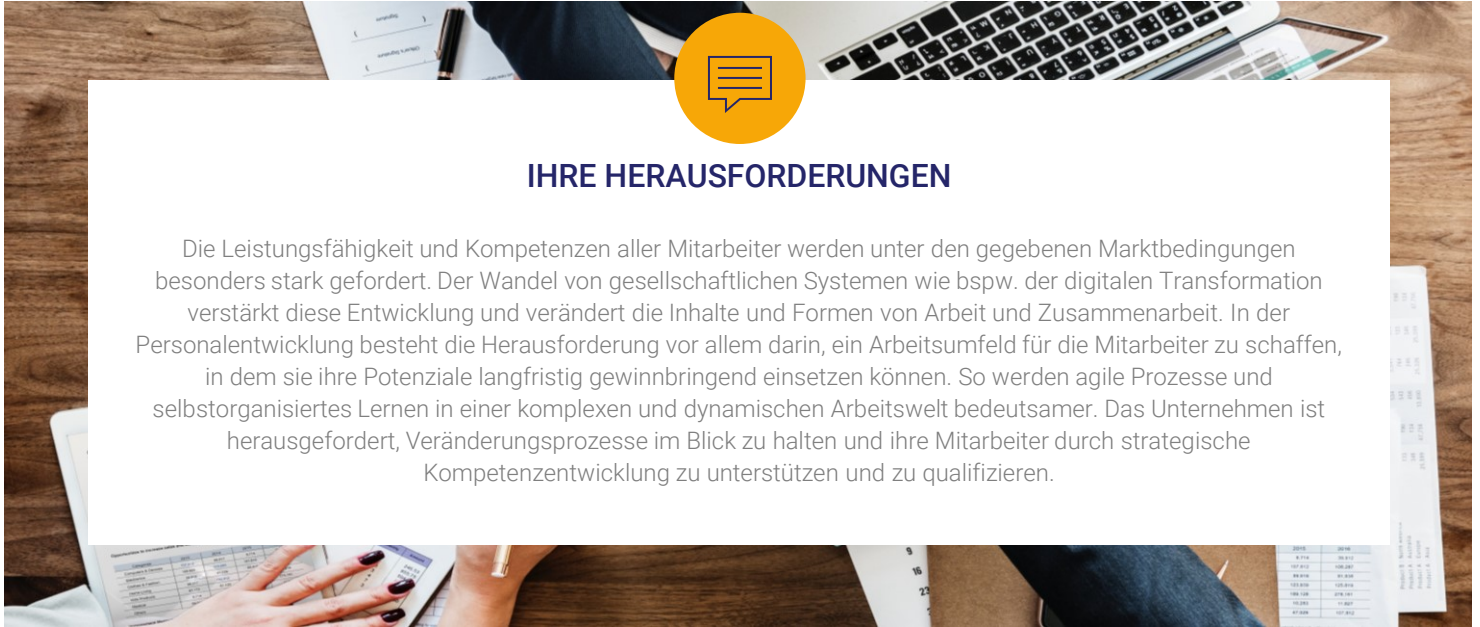 IHRE HERAUSFORDERUNGEN
Die Leistungsfähigkeit und Kompetenzen aller Mitarbeiter werden unter den gegebenen Marktbedingungen
besonders stark gefordert. Der Wandel von gesellschaftlichen Systemen wie bspw. der digitalen Transformation
verstärkt diese Entwicklung und verändert die Inhalte und Formen von Arbeit und Zusammenarbeit. In der
Personalentwicklung besteht die Herausforderung vor allem darin, ein Arbeitsumfeld für die Mitarbeiter zu schaffen,
in dem sie ihre Potenziale langfristig gewinnbringend einsetzen können. So werden agile Prozesse und
selbstorganisiertes Lernen in einer komplexen und dynamischen Arbeitswelt bedeutsamer. Das Unternehmen ist
herausgefordert, Veränderungsprozesse im Blick zu halten und ihre Mitarbeiter durch strategische
Kompetenzentwicklung zu unterstützen und zu qualifizieren.
9
16
2015 2016